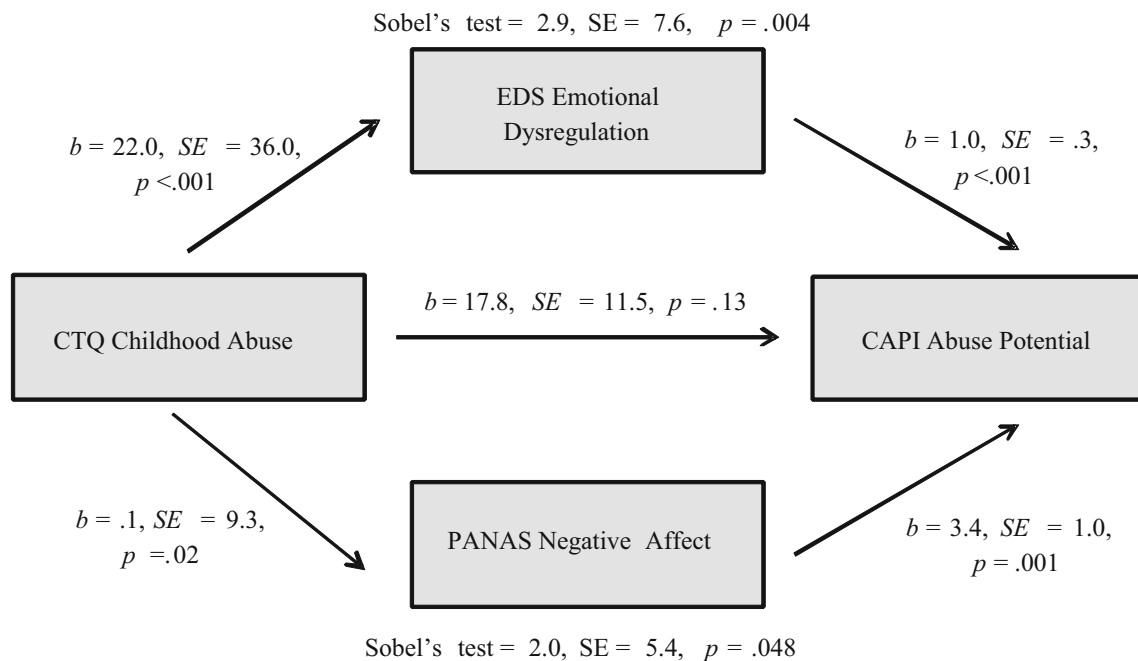 Sobel's test = 2.9, SE = 7.6, p = .004
EDS Emotional
Dysregulation
b = 22.0, SE = 36.0,
p <.001
b = 1.0, SE = .3,
p <.001
CTQ Childhood Abuse
b = 17.8, SE = 11.5, p = .13
CAPI Abuse Potential
b = .1, SE = 9.3,
p =.02
PANAS Negative Affect
b = 3.4, SE = 1.0,
p = .001
Sobel's test = 2.0, SE = 5.4, p = .048